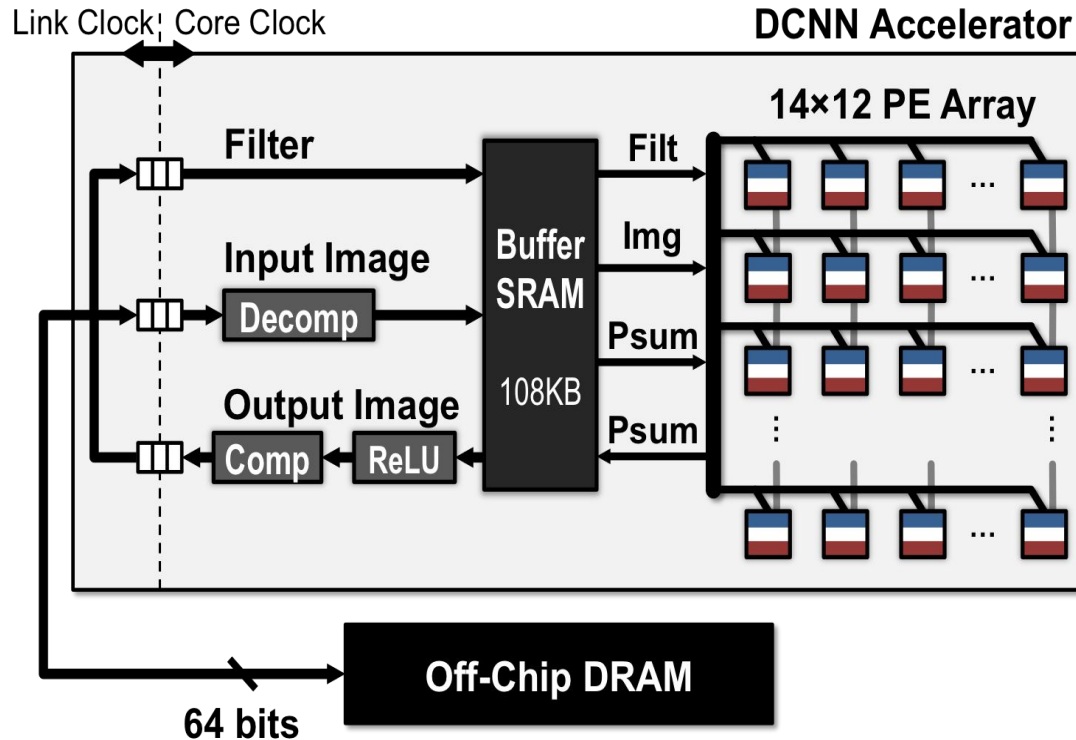 Link Clock
Core Clock
DCNN Accelerator
14×12 PE Array
Filter
Filt
Input Image
Img
Decomp
Buffer
SRAM
108KB
Psum
Output Image
Psum
Comp
ReLU
...
...
...
...
...
...
Off-Chip DRAM
64 bits